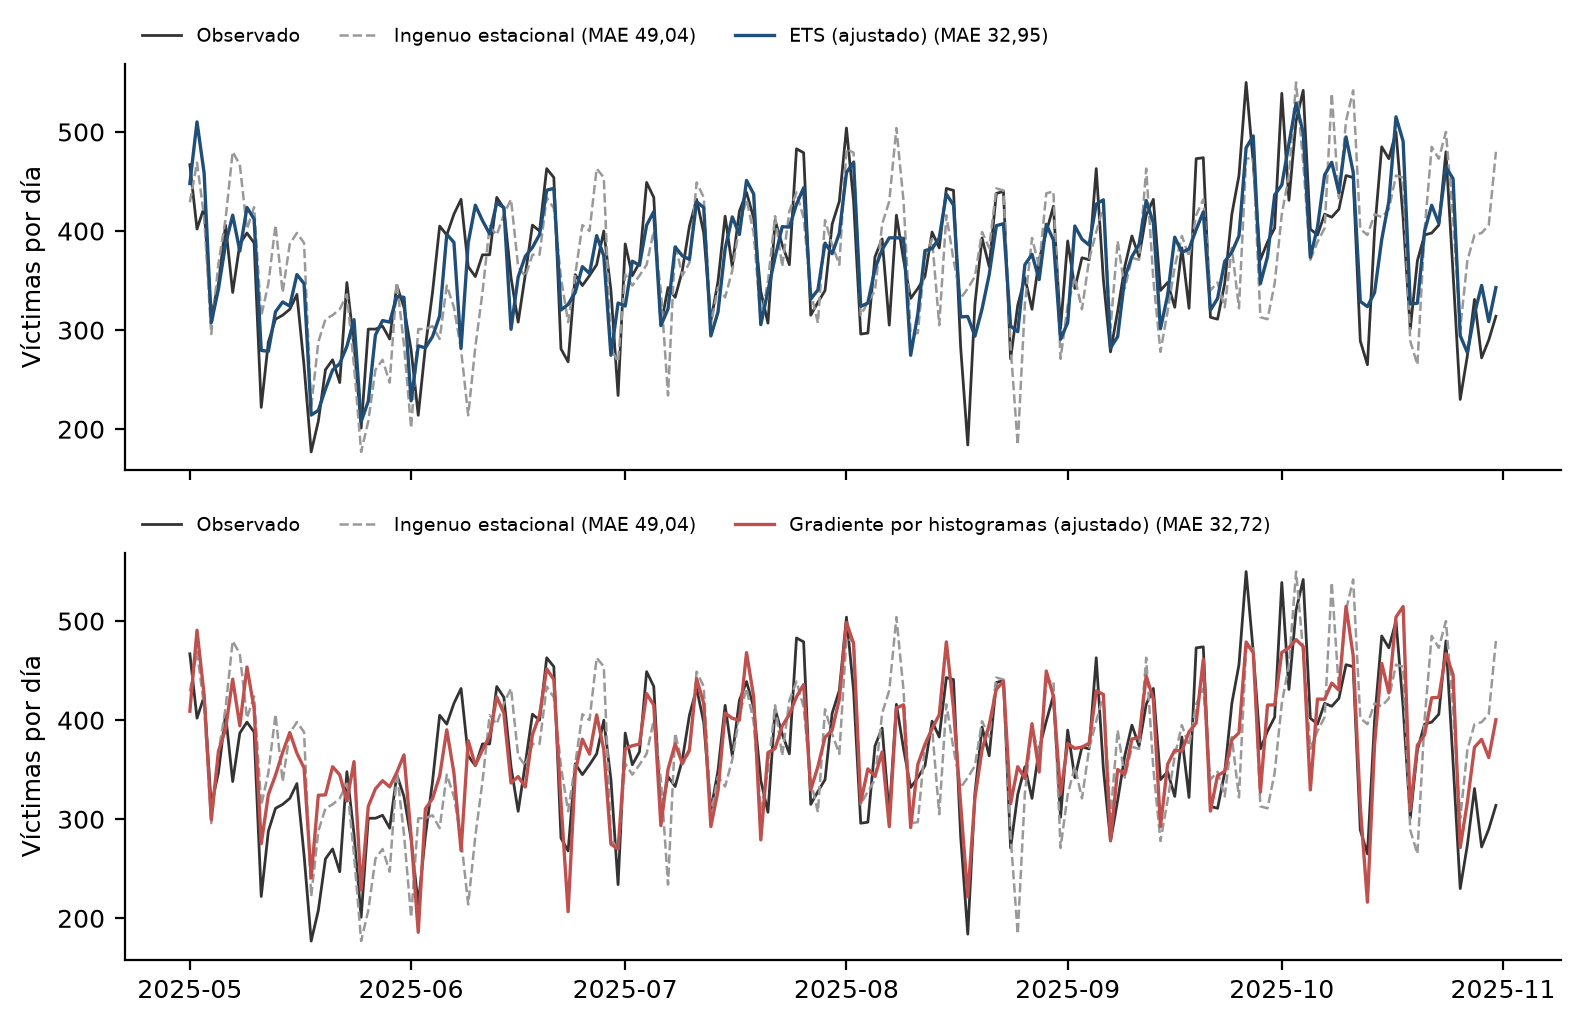 Observado Ingenuo estacional (MAE 49,04) ETS (ajustado) (MAE 32,95)
Víctimas por día
500
400
300
200
Observado Ingenuo estacional (MAE 49,04) Gradiente por histogramas (ajustado) (MAE 32,72)
Víctimas por día
500
400
300
200
2025-05 2025-06 2025-07 2025-08 2025-09 2025-10 2025-11